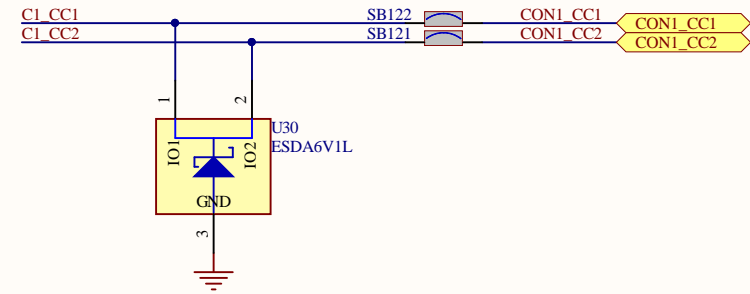 C1_CC1 SB122 CON1_CC1 CON1_CC1
C1_CC2 SB121 CON1_CC2 CON1_CC2
1 2
U30
ESDA6V1L
IO1 IO2
GND
3